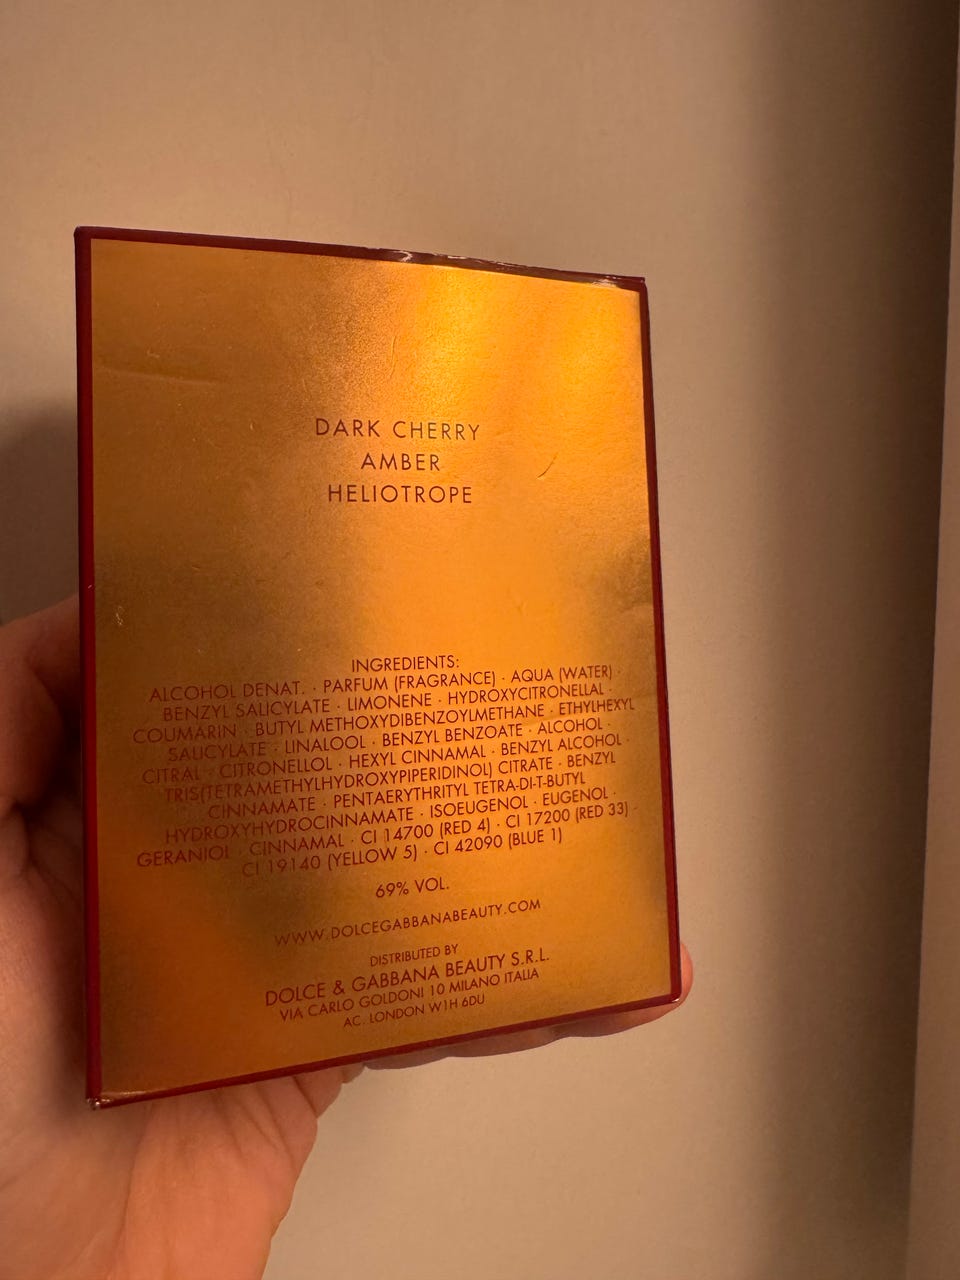 DARK CHERRY
AMBER
HELIOTROPE
INGREDIENTS:
ALCOHOL DENAT. · PARFUM (FRAGRANCE) · AQUA (WATER) ·
BENZYL SALICYLATE · LIMONENE · HYDROXYCITRONELLAL ·
COUMARIN · BUTYL METHOXYDIBENZOYLMETHANE · ETHYLHEXYL
SALICYLATE · LINALOOL · BENZYL BENZOATE · ALCOHOL ·
CITRAL · CITRONELLOL · HEXYL CINNAMAL · BENZYL ALCOHOL ·
TRIS(TETRAMETHYLHYDROXYPIPERIDINOL) CITRATE · BENZYL
CINNAMATE · PENTAERYTHRITYL TETRA-DI-T-BUTYL
HYDROXYHYDROCINNAMATE · ISOEUGENOL · EUGENOL ·
GERANIOL · CINNAMAL · CI 14700 (RED 4) · CI 17200 (RED 33) ·
CI 19140 (YELLOW 5) · CI 42090 (BLUE 1)
69% VOL.
WWW.DOLCEGABBANABEAUTY.COM
DISTRIBUTED BY
DOLCE & GABBANA BEAUTY S.R.L.
VIA CARLO GOLDONI 10 MILANO ITALIA
AC. LONDON W1H 6DU